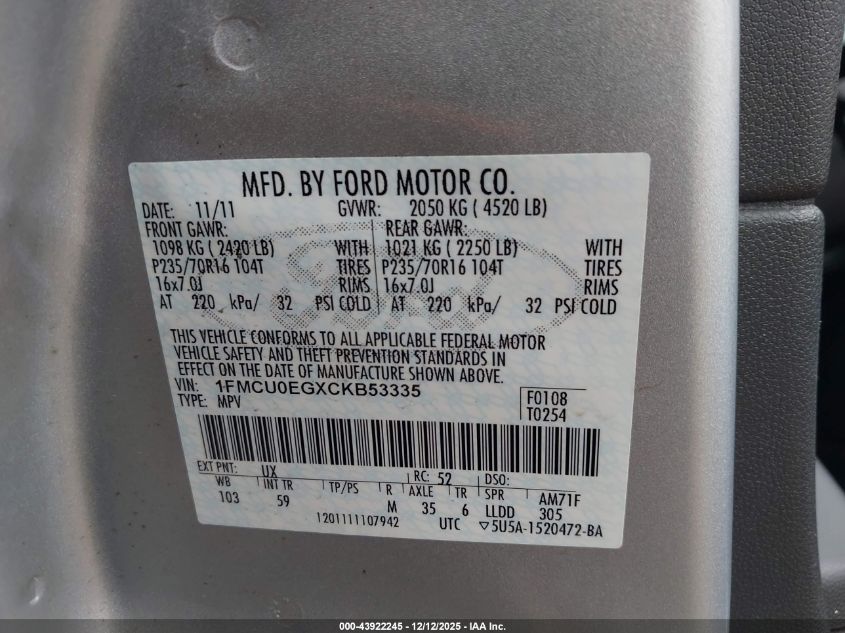 MFD. BY FORD MOTOR CO.
DATE: 11/11 GVWR: 2050 KG ( 4520 LB)
FRONT GAWR: REAR GAWR:
1098 KG ( 2420 LB) WITH 1021 KG ( 2250 LB) WITH
P235/70R16 104T TIRES P235/70R16 104T TIRES
16x7.0J RIMS 16x7.0J RIMS
AT 220 kPa/ 32 PSI COLD AT 220 kPa/ 32 PSI COLD
Ford
THIS VEHICLE CONFORMS TO ALL APPLICABLE FEDERAL MOTOR
VEHICLE SAFETY AND THEFT PREVENTION STANDARDS IN
EFFECT ON THE DATE OF MANUFACTURE SHOWN ABOVE.
VIN: 1FMCU0EGXCKB53335 F0108
TYPE: MPV T0254
EXT PNT: UX RC: 52 DSO:
WB INT TR TP/PS R AXLE TR SPR AM71F
103 59 M 35 6 LLDD 305
1201111107942 UTC ▽5U5A-1520472-BA
000-43922245 - 12/12/2025 - IAA Inc.